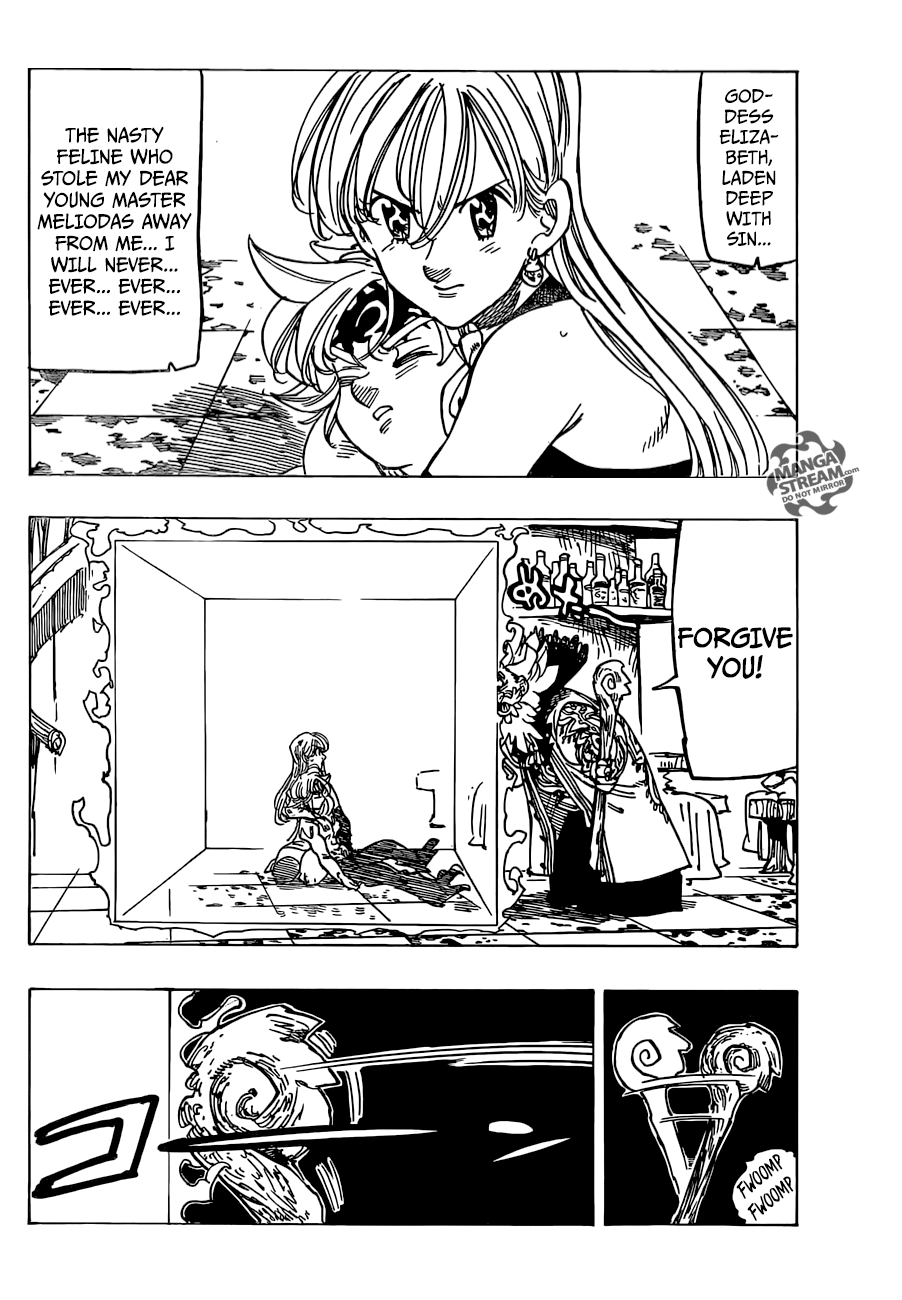 GOD-
DESS
ELIZA-
BETH,
LADEN
DEEP
WITH
SIN...
THE NASTY
FELINE WHO
STOLE MY DEAR
YOUNG MASTER
MELIODAS AWAY
FROM ME... I
WILL NEVER...
EVER... EVER...
EVER... EVER...
MANGA
STREAM.com
DO NOT MIRROR
FORGIVE
YOU!
FWOOMP
FWOOMP
コ